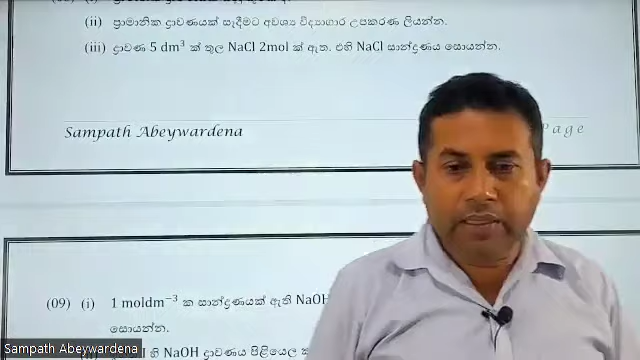 (ii) ප්‍රාමානික ද්‍රාවණයක් සෑදීමට අවශ්‍ය විද්‍යාගාර උපකරණ ලියන්න.
(iii) ද්‍රාවණ 5 dm³ ක් තුල NaCl 2mol ක් ඇත. එහි NaCl සාන්ද්‍රණය සොයන්න.
Sampath Abeywardena
Page
(09) (i) 1 moldm⁻³ ක සාන්ද්‍රණයක් ඇති NaOH
සොයන්න.
හි NaOH ද්‍රාවණය පිළියෙල
Sampath Abeywardena